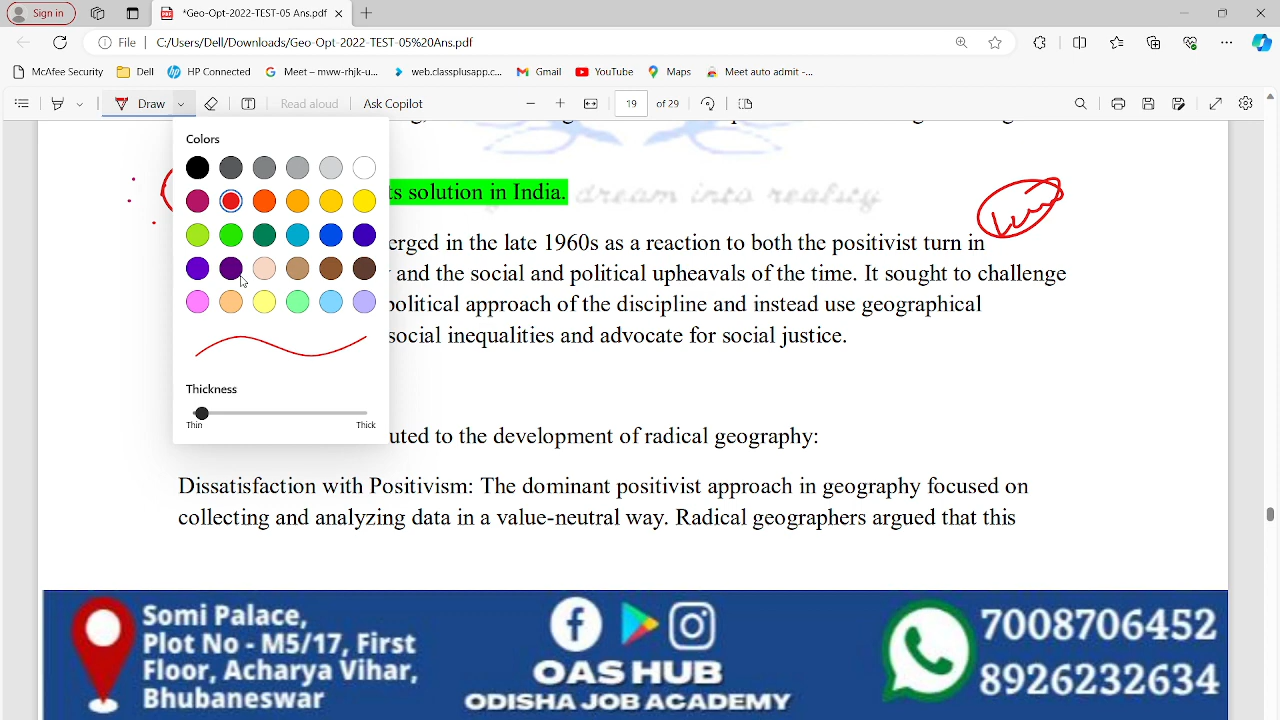 Sign in
*Geo-Opt-2022-TEST-05 Ans.pdf
File C:/Users/Dell/Downloads/Geo-Opt-2022-TEST-05%20Ans.pdf
McAfee Security Dell HP Connected Meet – mvw-rhjk-u... web.classplusapp.c... Gmail YouTube Maps Meet auto admit -...
Draw Read aloud Ask Copilot 19 of 29
Colors
dream into reality
ts solution in India.
erged in the late 1960s as a reaction to both the positivist turn in
and the social and political upheavals of the time. It sought to challenge
political approach of the discipline and instead use geographical
social inequalities and advocate for social justice.
Thickness
Thin Thick
uted to the development of radical geography:
Dissatisfaction with Positivism: The dominant positivist approach in geography focused on
collecting and analyzing data in a value-neutral way. Radical geographers argued that this
Somi Palace,
Plot No - M5/17, First
Floor, Acharya Vihar,
Bhubaneswar
OAS HUB
ODISHA JOB ACADEMY
7008706452
8926232634